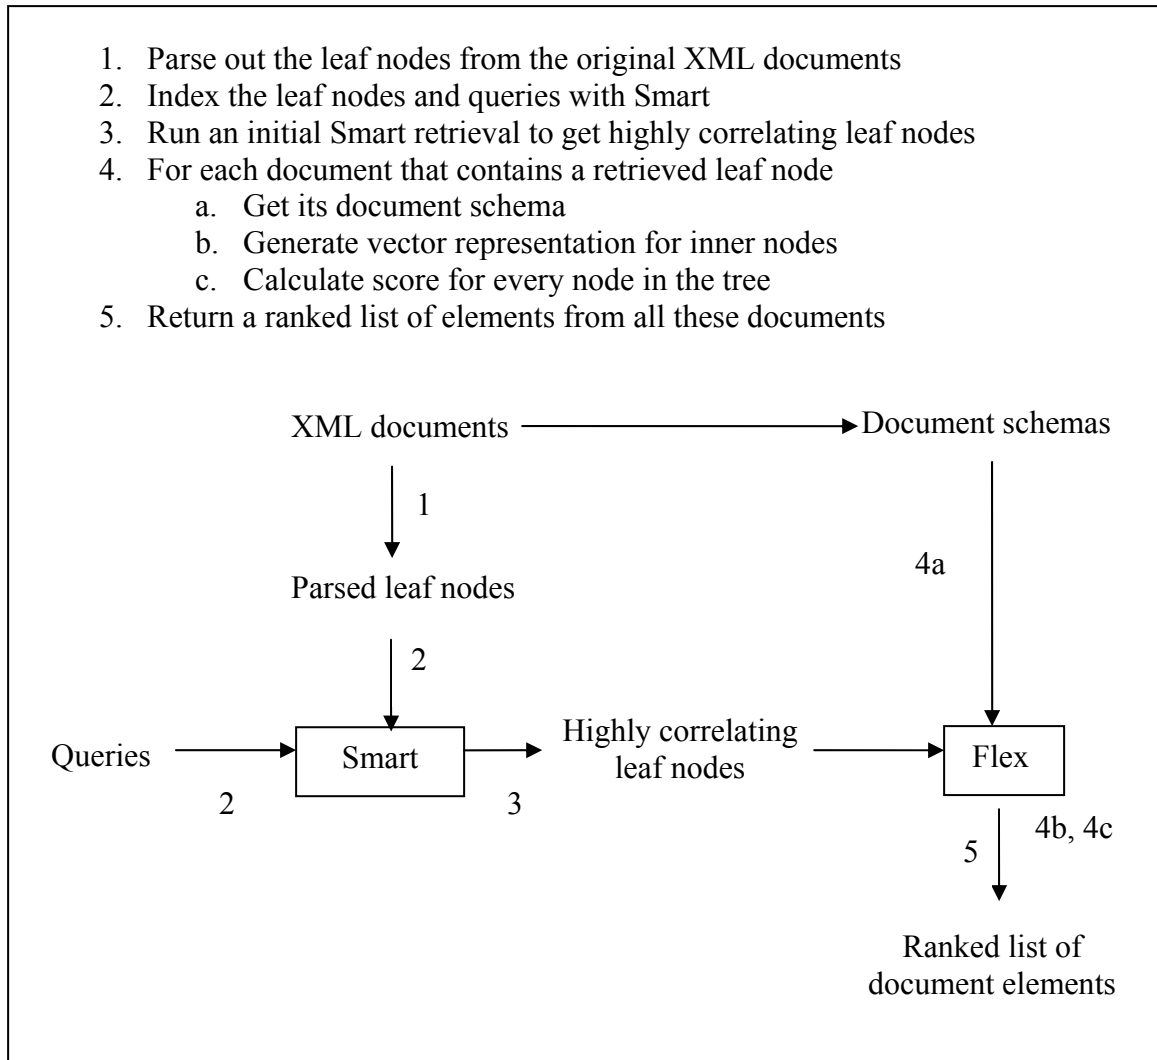 1. Parse out the leaf nodes from the original XML documents
2. Index the leaf nodes and queries with Smart
3. Run an initial Smart retrieval to get highly correlating leaf nodes
4. For each document that contains a retrieved leaf node
a. Get its document schema
b. Generate vector representation for inner nodes
c. Calculate score for every node in the tree
5. Return a ranked list of elements from all these documents
XML documents
Document schemas
1
4a
Parsed leaf nodes
2
Queries
Smart
Highly correlating
leaf nodes
Flex
2
3
4b, 4c
5
Ranked list of
document elements